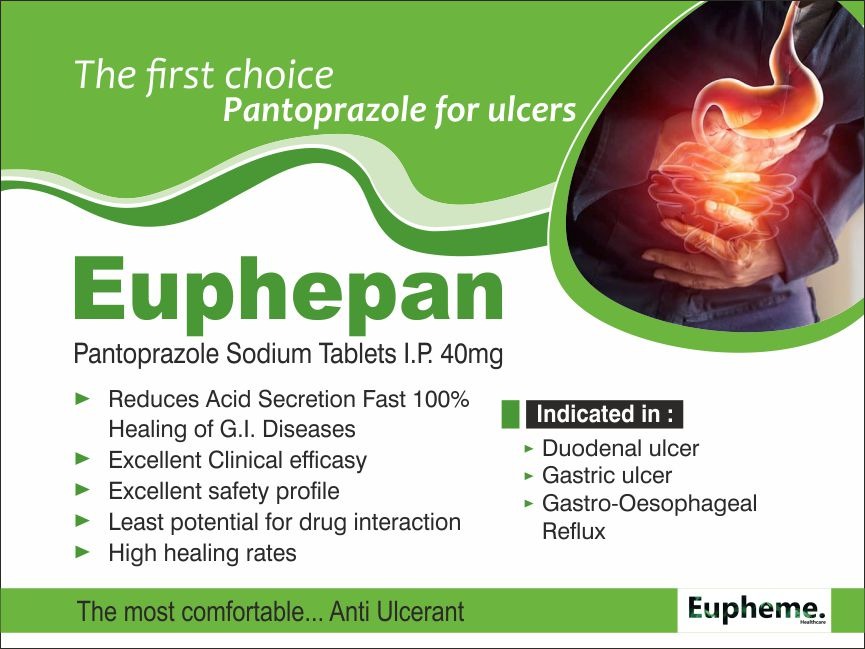 The first choice
Pantoprazole for ulcers
Euphepan
Pantoprazole Sodium Tablets I.P. 40mg
► Reduces Acid Secretion Fast 100%
Healing of G.I. Diseases
► Excellent Clinical efficasy
► Excellent safety profile
► Least potential for drug interaction
► High healing rates
Indicated in :
► Duodenal ulcer
► Gastric ulcer
► Gastro-Oesophageal
Reflux
The most comfortable... Anti Ulcerant
Eupheme.
Healthcare